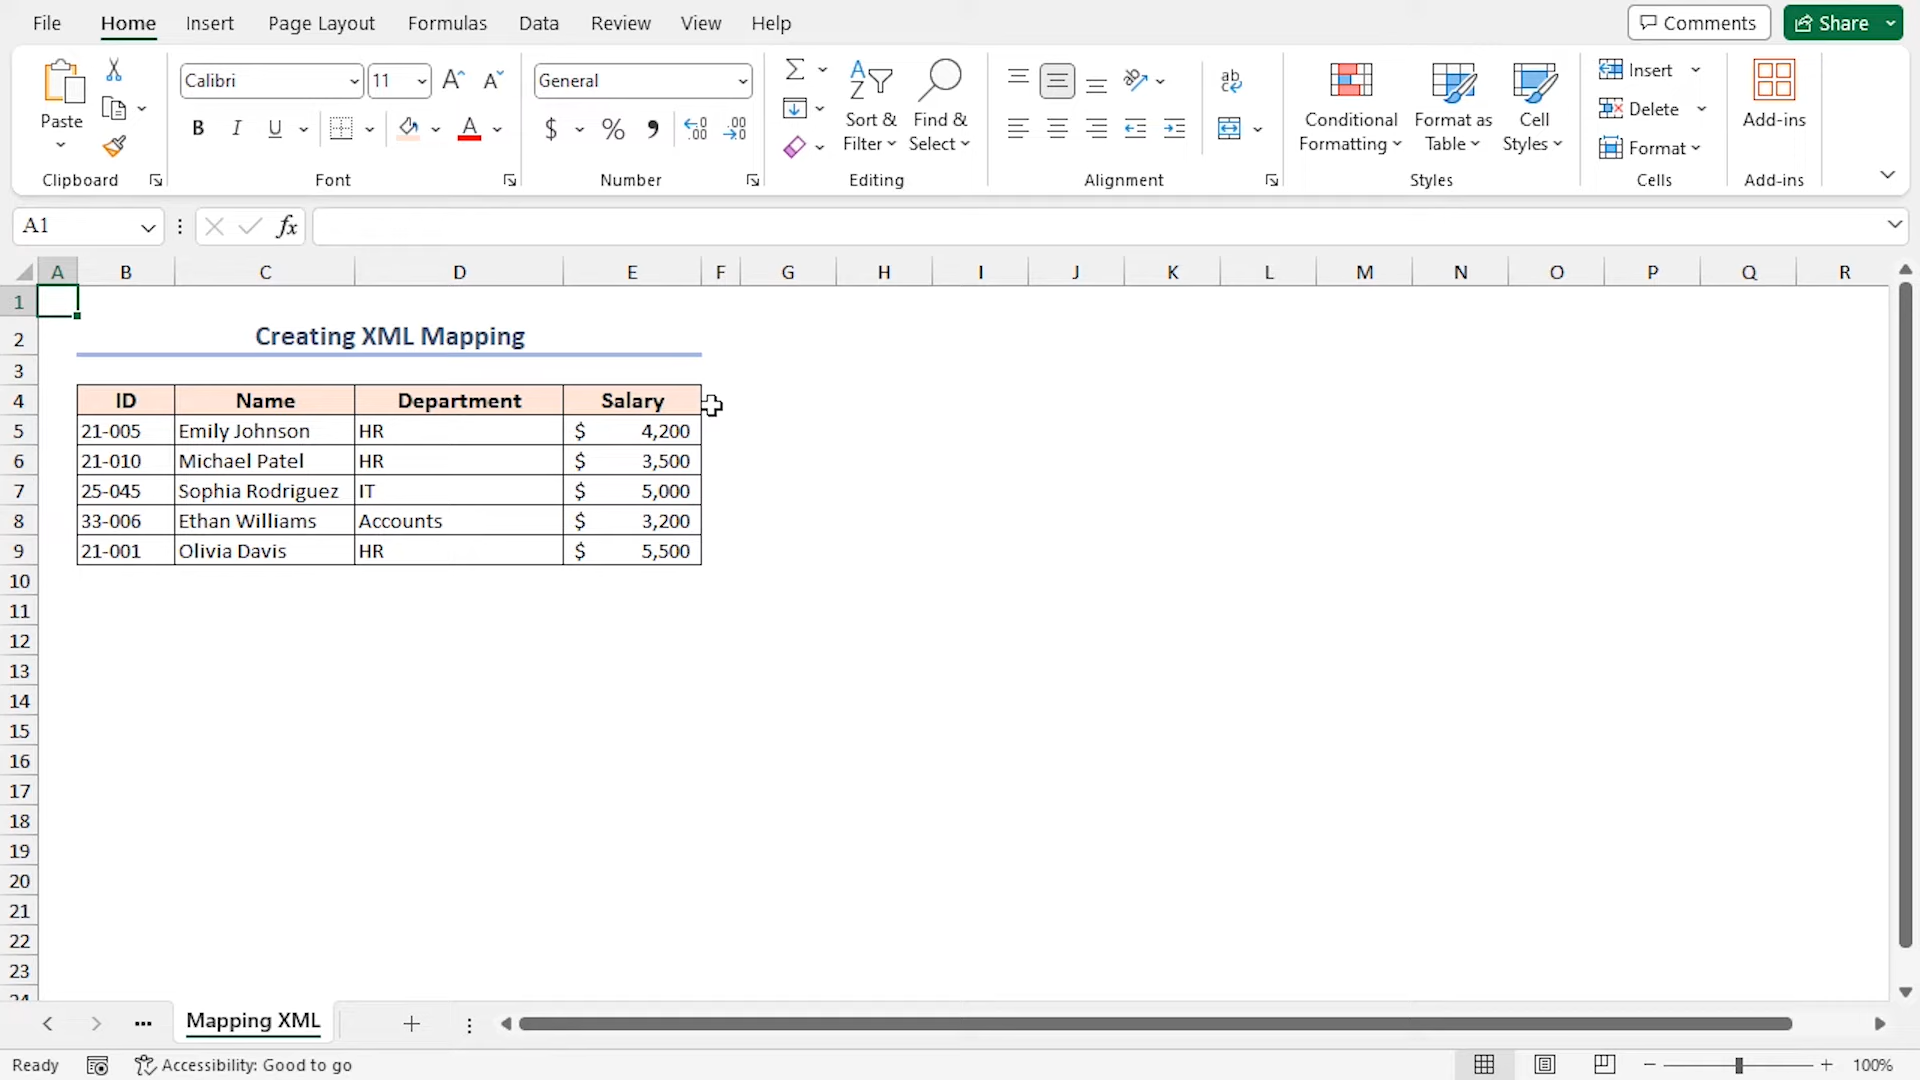 File Home Insert Page Layout Formulas Data Review View Help Comments Share
Calibri 11 A A General Σ Sort & Filter Find & Select ab Conditional Formatting Format as Table Cell Styles Insert Delete Format Add-ins
Paste B I U A $ % 9 .00 .00 ab c
Clipboard Font Number Editing Alignment Styles Cells Add-ins
A1 fx
A B C D E F G H I J K L M N O P Q R
1
2 Creating XML Mapping
3
4 ID Name Department Salary
5 21-005 Emily Johnson HR $ 4,200
6 21-010 Michael Patel HR $ 3,500
7 25-045 Sophia Rodriguez IT $ 5,000
8 33-006 Ethan Williams Accounts $ 3,200
9 21-001 Olivia Davis HR $ 5,500
10
11
12
13
14
15
16
17
18
19
20
21
22
23
24
Mapping XML
Ready Accessibility: Good to go 100%